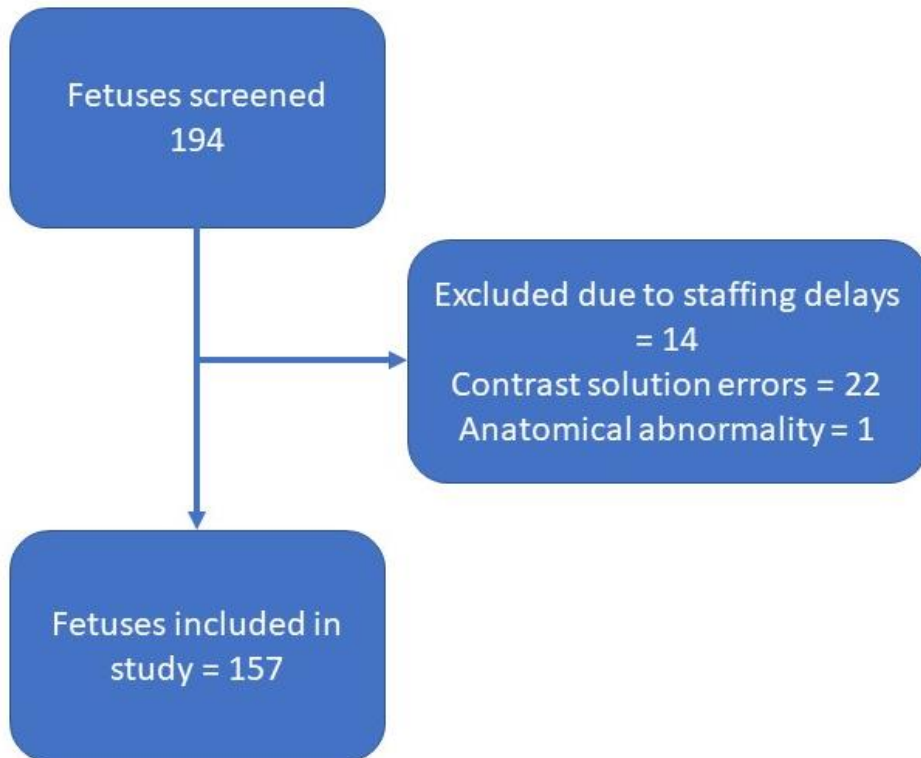 Fetuses screened
194
Excluded due to staffing delays
= 14
Contrast solution errors = 22
Anatomical abnormality = 1
Fetuses included in
study = 157